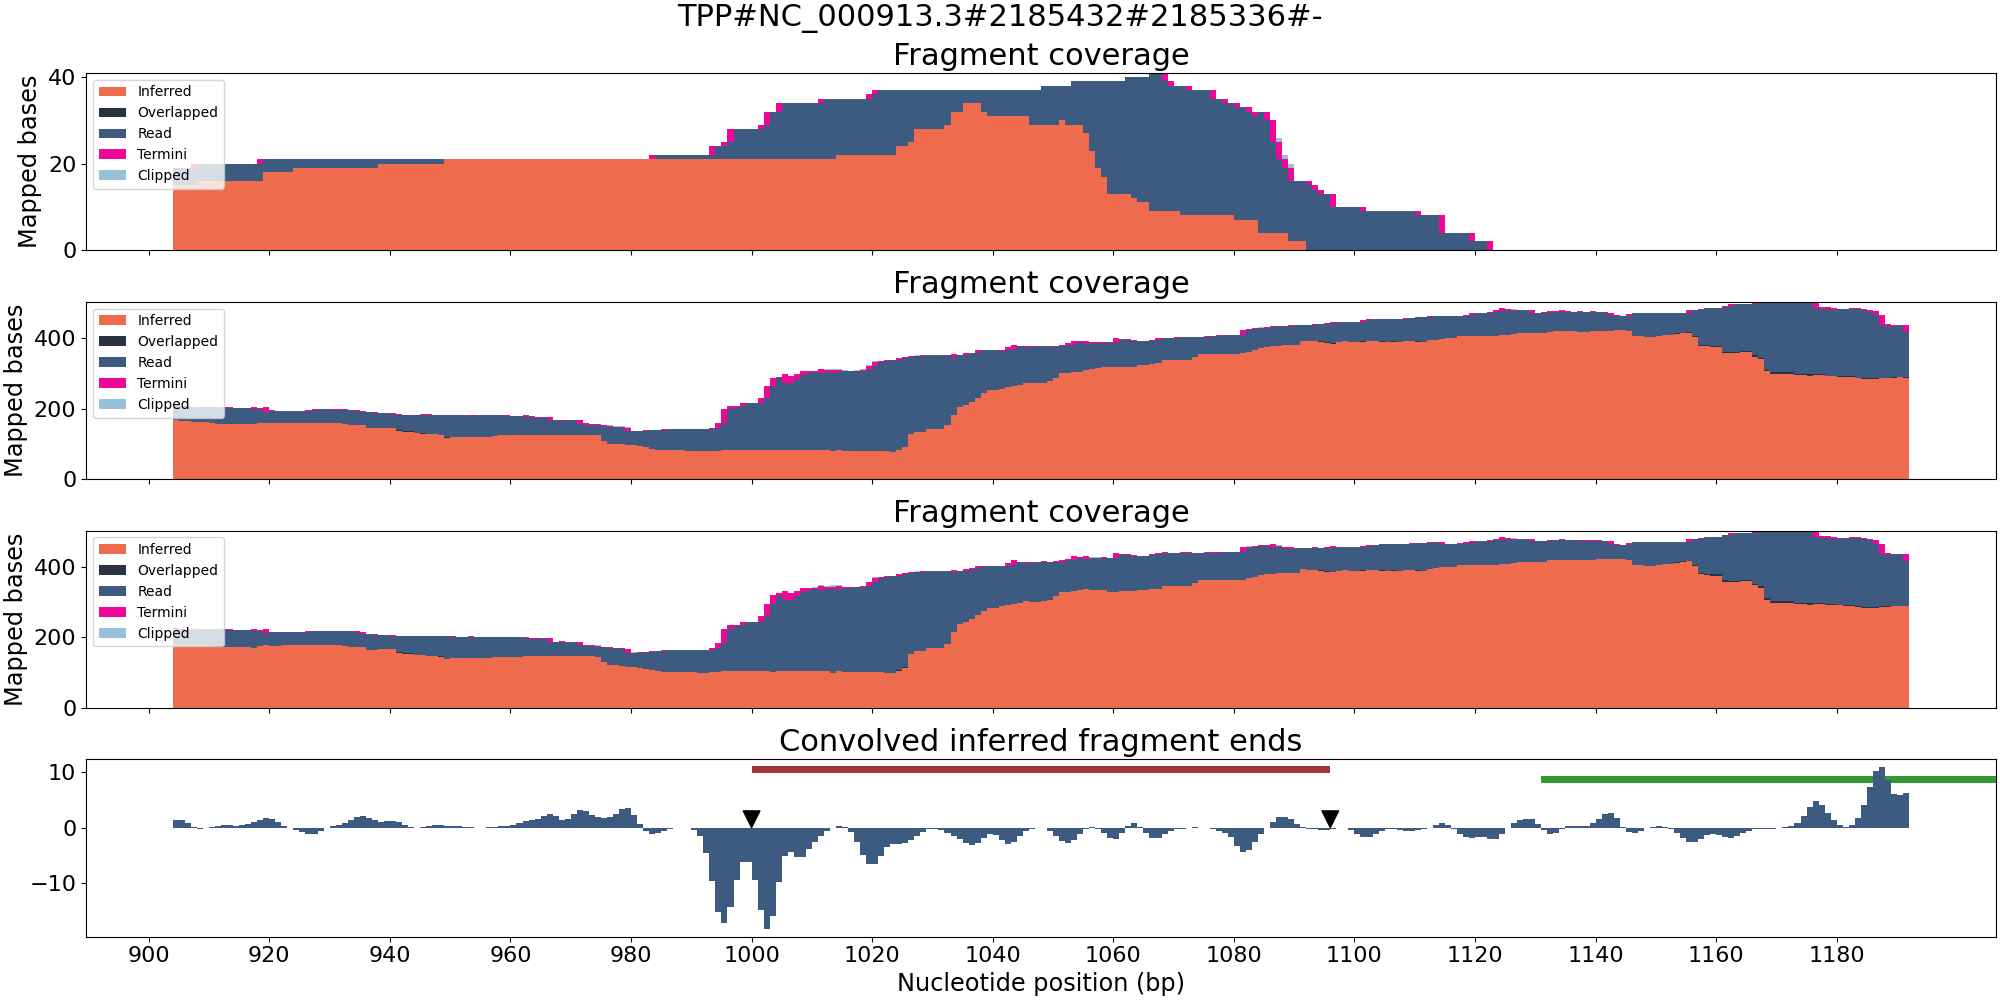 TPP#NC_000913.3#2185432#2185336#-
Fragment coverage
Mapped bases
40
20
0
Inferred
Overlapped
Read
Termini
Clipped
Fragment coverage
Mapped bases
400
200
0
Inferred
Overlapped
Read
Termini
Clipped
Fragment coverage
Mapped bases
400
200
0
Inferred
Overlapped
Read
Termini
Clipped
Convolved inferred fragment ends
10
0
−10
900 920 940 960 980 1000 1020 1040 1060 1080 1100 1120 1140 1160 1180
Nucleotide position (bp)